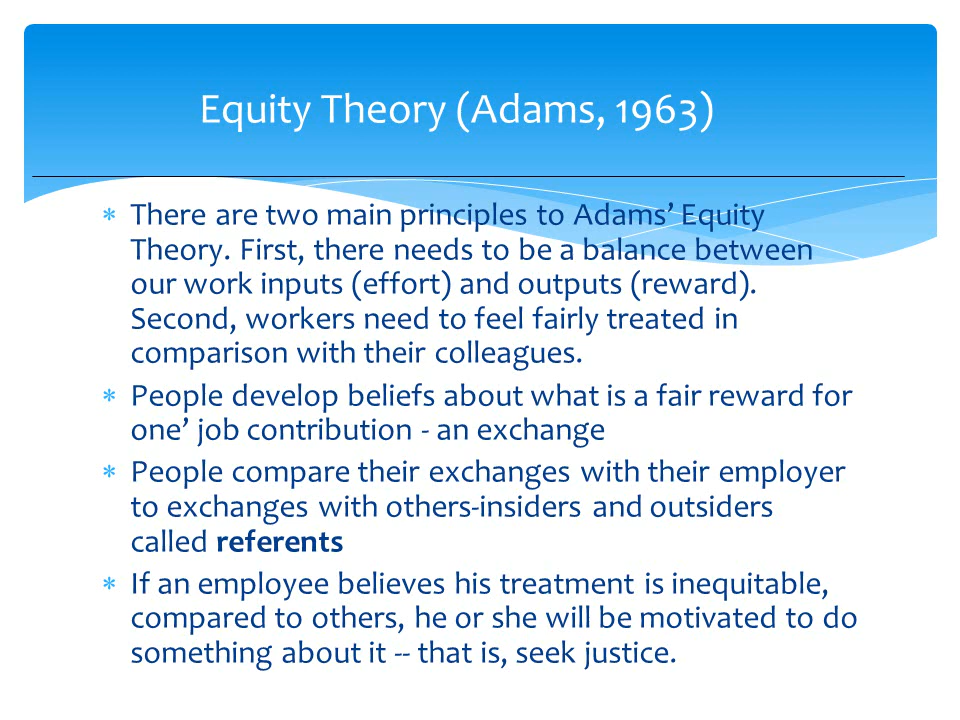 Equity Theory (Adams, 1963)
* There are two main principles to Adams’ Equity
Theory. First, there needs to be a balance between
our work inputs (effort) and outputs (reward).
Second, workers need to feel fairly treated in
comparison with their colleagues.
* People develop beliefs about what is a fair reward for
one’ job contribution - an exchange
* People compare their exchanges with their employer
to exchanges with others-insiders and outsiders
called referents
* If an employee believes his treatment is inequitable,
compared to others, he or she will be motivated to do
something about it -- that is, seek justice.